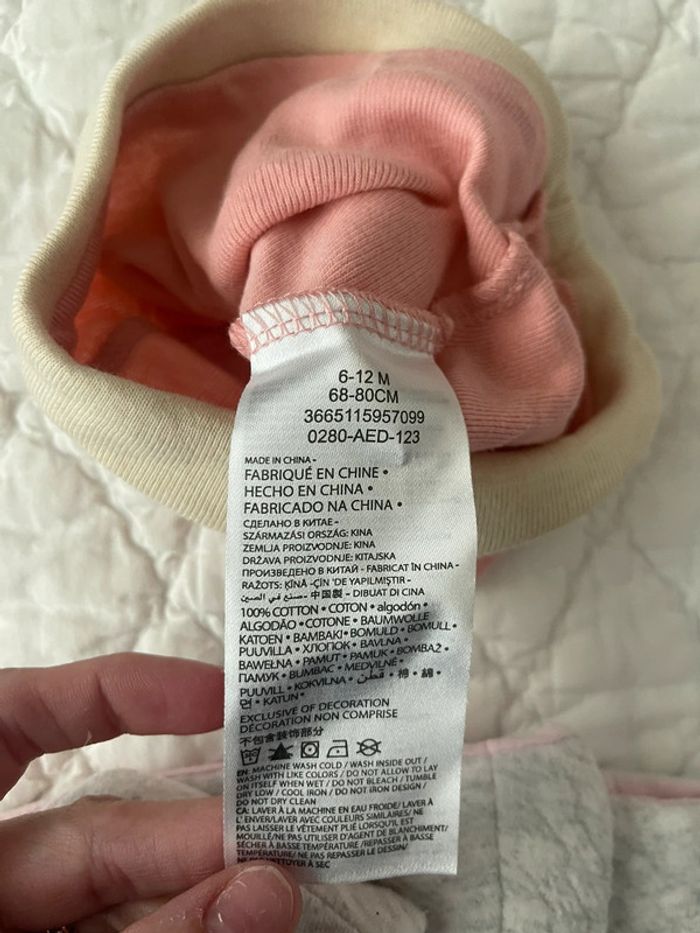 6-12 M
68-80CM
3665115957099
0280-AED-123
MADE IN CHINA -
FABRIQUÉ EN CHINE •
HECHO EN CHINA •
FABRICADO NA CHINA •
СДЕЛАНО В КИТАЕ -
SZÁRMAZÁSI ORSZÁG: KINA
ZEMLJA PROIZVODNJE: KINA
DRŽAVA PROIZVODNJE: KITAJSKA
ПРОИЗВЕДЕНО В КИТАЙ - FABRICAT ÎN CHINA -
RAŽOTS: ĶĪNĀ -ÇİN 'DE YAPILMIŞTIR -
صنع في الصين - 中国製 - DIBUAT DI CINA
100% COTTON • COTON • algodón •
ALGODÃO • COTONE • BAUMWOLLE
KATOEN • BAMBAKI • BOMULD • BOMULL •
PUUVILLA • ХЛОПОК • BAVLNA •
BAWEŁNA • PAMUT • PAMUK • BOMBAŽ •
ПАМУК • BUMBAC • MEDVILNĖ •
PUUVILL • KOKVILNA • قطن • 棉 • 綿 •
면 • KATUN •
EXCLUSIVE OF DECORATION
DÉCORATION NON COMPRISE
不包含装饰部分
EN: MACHINE WASH COLD / WASH INSIDE OUT /
WASH WITH LIKE COLORS / DO NOT ALLOW TO LAY
ON ITSELF WHEN WET / DO NOT BLEACH / TUMBLE
DRY LOW / COOL IRON / DO NOT IRON DESIGN /
DO NOT DRY CLEAN
CA: LAVER À LA MACHINE EN EAU FROIDE/ LAVER À
L' ENVER/LAVER AVEC COULEURS SIMILAIRES/ NE
PAS LAISSER LE VÊTEMENT PLIÉ LORSQU'IL EST
MOUILLÉ/NE PAS UTILISER D'AGENT DE BLANCHIMENT/
SÉCHER À BASSE TEMPÉRATURE /REPASSER À BASSE
TEMPÉRATURE/ NE PAS REPASSER LE DESSIN/
NE PAS NETTOYER À SEC